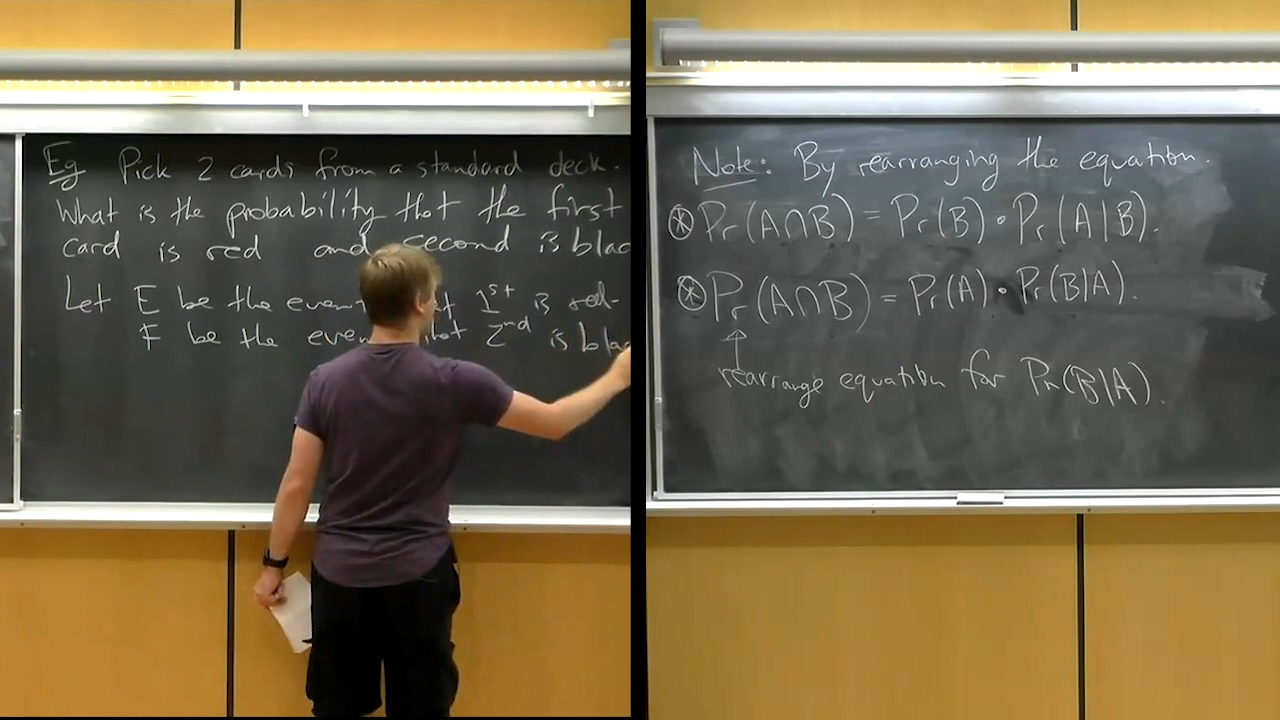 Eg Pick 2 cards from a standard deck.
What is the probability that the first
card is red and second is blac
Let E be the even t 1st is red.
F be the even that 2nd is blac
Note: By rearranging the equation.
⊛ Pr(A∩B) = Pr(B)·Pr(A|B).
⊛ Pr(A∩B) = Pr(A)·Pr(B|A).
↑
rearrange equation for Pr(B|A).